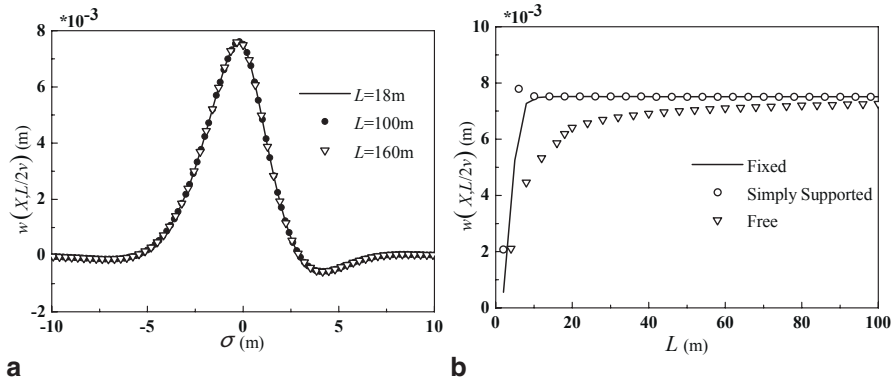 *10⁻³
8
6
4
2
0
-2
w(X,L/2v) (m)
L=18m
L=100m
L=160m
-10
-5
0
5
10
σ (m)
a
*10⁻³
10
8
6
4
2
0
w(X,L/2v) (m)
Fixed
Simply Supported
Free
0
20
40
60
80
100
L (m)
b